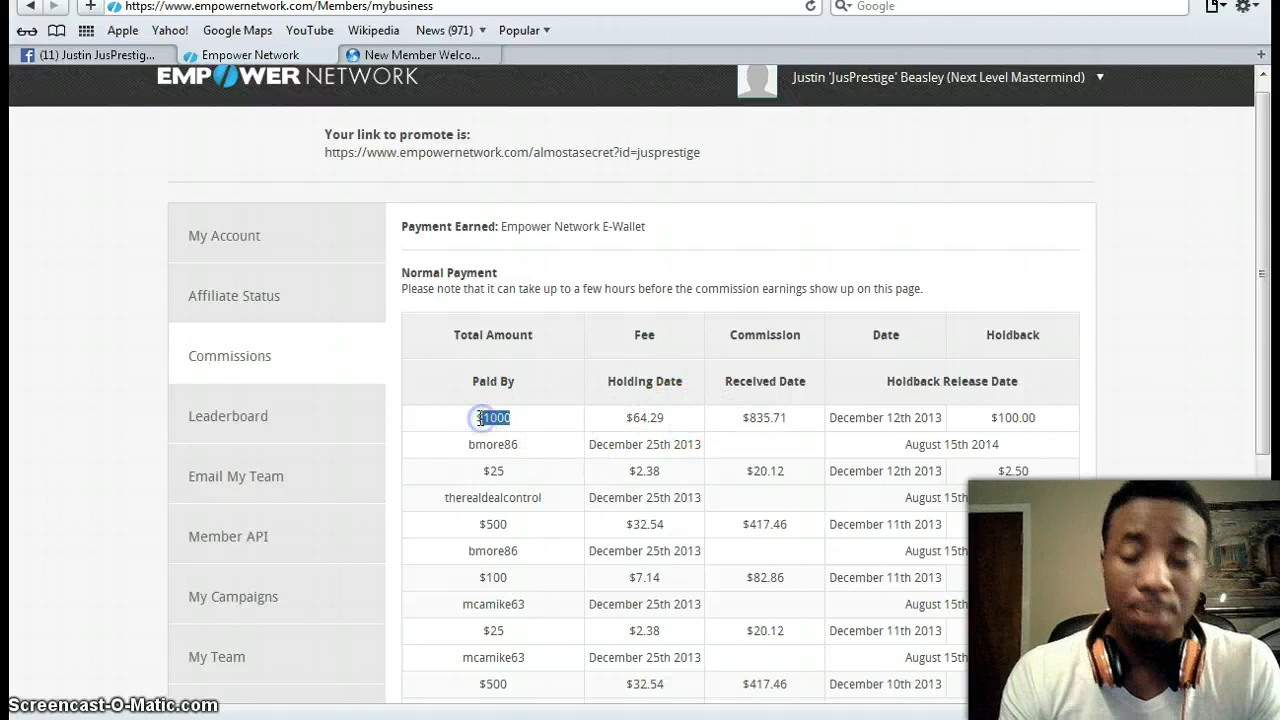 https://www.empowernetwork.com/Members/mybusiness
Google
Apple Yahoo! Google Maps YouTube Wikipedia News (971) Popular
(11) Justin JusPrestig... Empower Network New Member Welco...
EMPOWER NETWORK
Justin 'JusPrestige' Beasley (Next Level Mastermind)
Your link to promote is:
https://www.empowernetwork.com/almostasecret?id=jusprestige
My Account
Affiliate Status
Commissions
Leaderboard
Email My Team
Member API
My Campaigns
My Team
Payment Earned: Empower Network E-Wallet
Normal Payment
Please note that it can take up to a few hours before the commission earnings show up on this page.
Total Amount Fee Commission Date Holdback
Paid By Holding Date Received Date Holdback Release Date
$1000 $64.29 $835.71 December 12th 2013 $100.00
bmore86 December 25th 2013 August 15th 2014
$25 $2.38 $20.12 December 12th 2013 $2.50
therealdealcontrol December 25th 2013 August 15th
$500 $32.54 $417.46 December 11th 2013
bmore86 December 25th 2013 August 15th
$100 $7.14 $82.86 December 11th 2013
mcamike63 December 25th 2013 August 15th
$25 $2.38 $20.12 December 11th 2013
mcamike63 December 25th 2013 August 15th
$500 $32.54 $417.46 December 10th 2013
Screencast-O-Matic.com